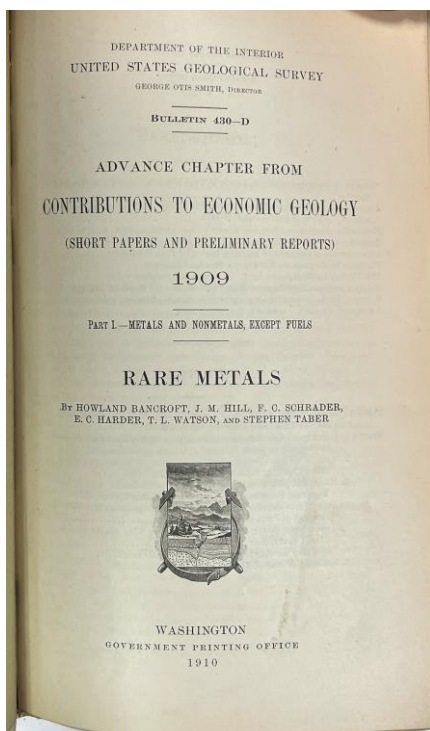 DEPARTMENT OF THE INTERIOR
UNITED STATES GEOLOGICAL SURVEY
GEORGE OTIS SMITH, DIRECTOR
BULLETIN 430—D
ADVANCE CHAPTER FROM
CONTRIBUTIONS TO ECONOMIC GEOLOGY
(SHORT PAPERS AND PRELIMINARY REPORTS)
1909
PART I.—METALS AND NONMETALS, EXCEPT FUELS
RARE METALS
BY HOWLAND BANCROFT, J. M. HILL, F. C. SCHRADER,
E. C. HARDER, T. L. WATSON, AND STEPHEN TABER
WASHINGTON
GOVERNMENT PRINTING OFFICE
1910